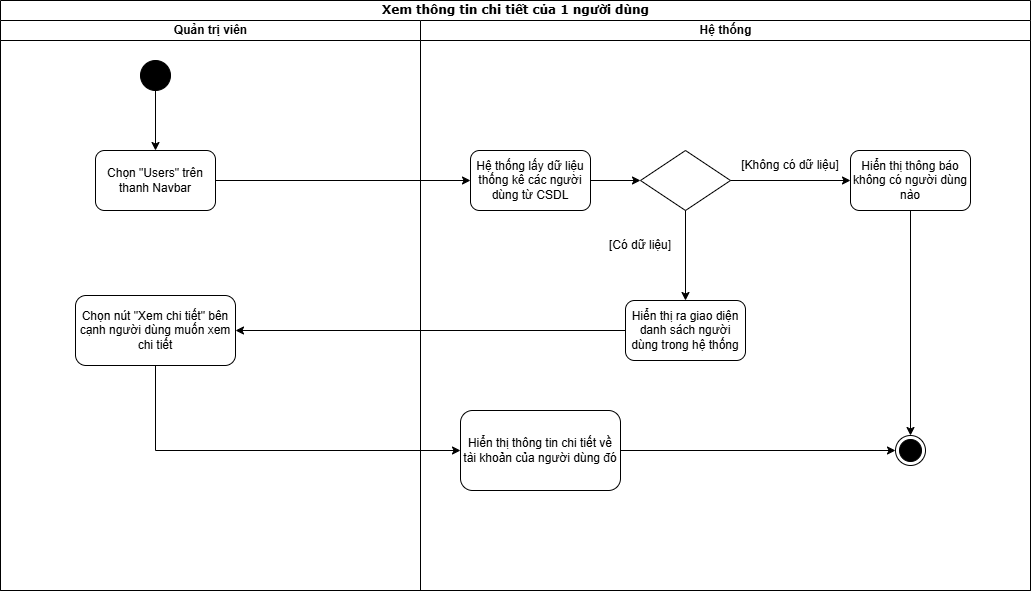 Xem thông tin chi tiết của 1 người dùng
Quản trị viên
Hệ thống
Chọn "Users" trên
thanh Navbar
Hệ thống lấy dữ liệu
thống kê các người
dùng từ CSDL
[Không có dữ liệu]
Hiển thị thông báo
không có người dùng
nào
[Có dữ liệu]
Chọn nút "Xem chi tiết" bên
cạnh người dùng muốn xem
chi tiết
Hiển thị ra giao diện
danh sách người
dùng trong hệ thống
Hiển thị thông tin chi tiết về
tài khoản của người dùng đó